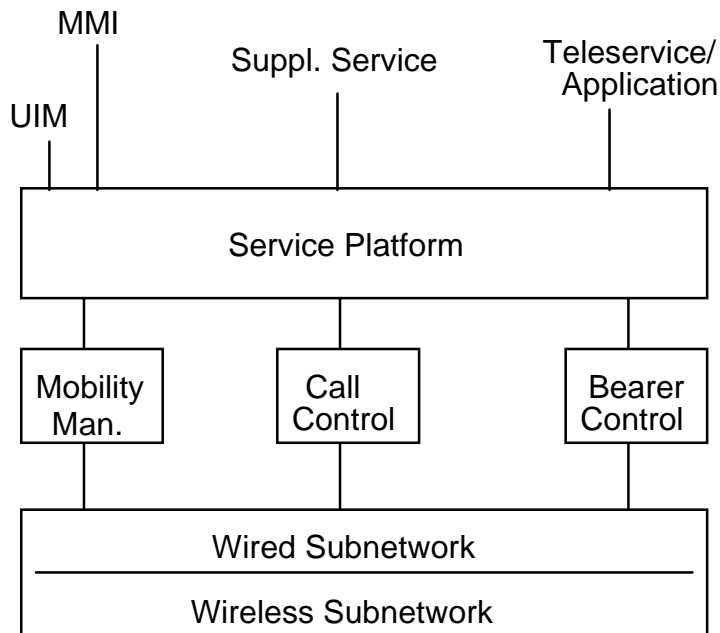 MMI
Suppl. Service
Teleservice/
Application
UIM
Service Platform
Mobility
Man.
Call
Control
Bearer
Control
Wired Subnetwork
Wireless Subnetwork